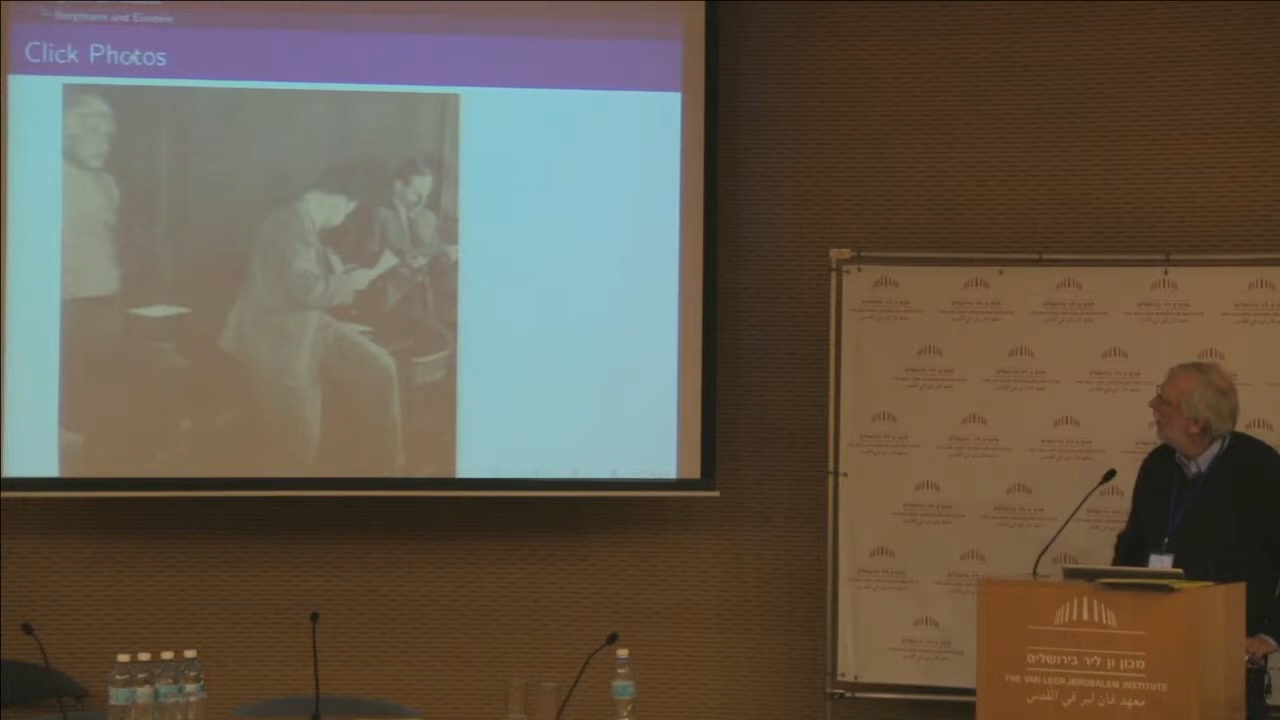 Bergmann and Einstein
Click Photos
מכון ון ליר בירושלים
THE VAN LEER JERUSALEM INSTITUTE
معهد فان لير في القدس